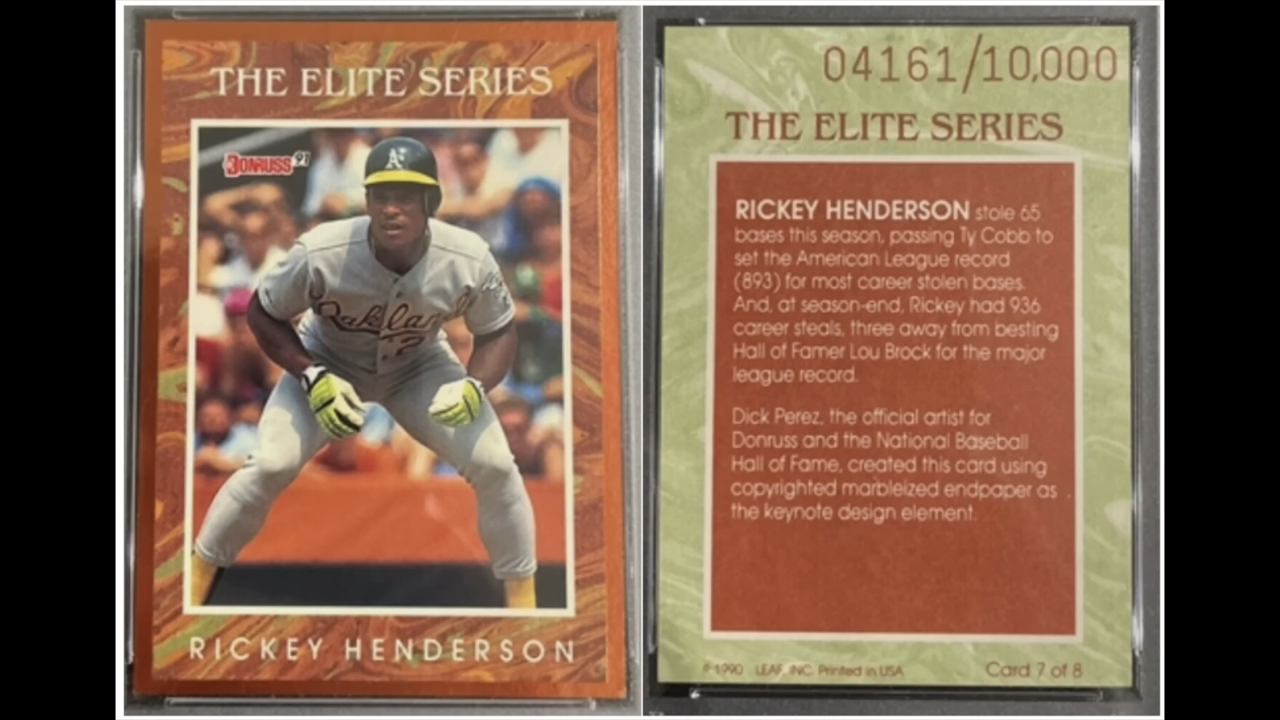 THE ELITE SERIES
DONRUSS '91
A's
Oakland
2
RICKEY HENDERSON
04161/10,000
THE ELITE SERIES
RICKEY HENDERSON stole 65
bases this season, passing Ty Cobb to
set the American League record
(893) for most career stolen bases.
And, at season-end, Rickey had 936
career steals, three away from besting
Hall of Famer Lou Brock for the major
league record.
Dick Perez, the official artist for
Donruss and the National Baseball
Hall of Fame, created this card using
copyrighted marbleized endpaper as
the keynote design element.
© 1990 LEAF, INC. Printed in USA
Card 7 of 8